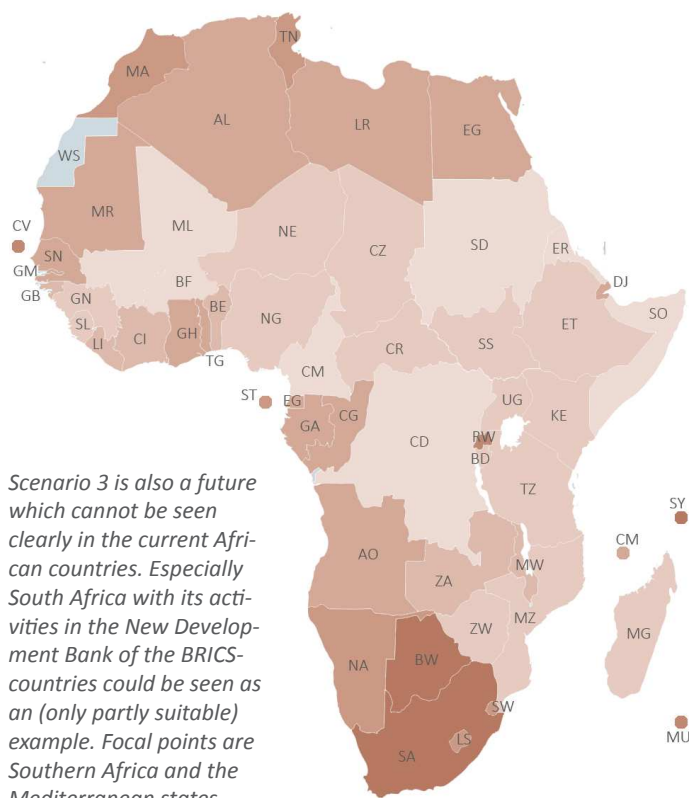 TN
MA
AL
LR
EG
WS
MR
ML
NE
CZ
SD
ER
CV
SN
GM
GB
GN
SL
LI
CI
BF
GH
BE
TG
NG
DJ
SO
ET
CM
CR
SS
ST
EG
GA
CG
CD
UG
KE
RW
BD
TZ
SY
CM
AO
ZA
MW
MZ
ZW
MG
NA
BW
SW
MU
LS
SA
Scenario 3 is also a future
which cannot be seen
clearly in the current Afri-
can countries. Especially
South Africa with its acti-
vities in the New Develop-
ment Bank of the BRICS-
countries could be seen as
an (only partly suitable)
example. Focal points are
Southern Africa and the
Mediterranean states